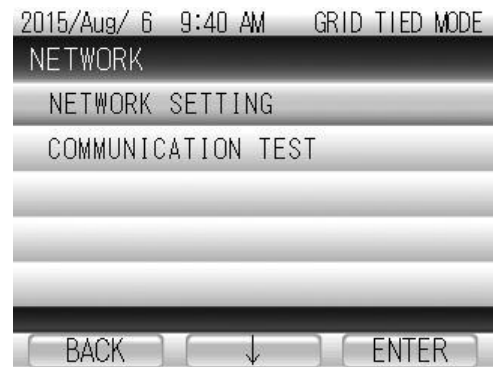 2015/Aug/ 6 9:40 AM GRID TIED MODE
NETWORK
NETWORK SETTING
COMMUNICATION TEST
BACK ↓ ENTER